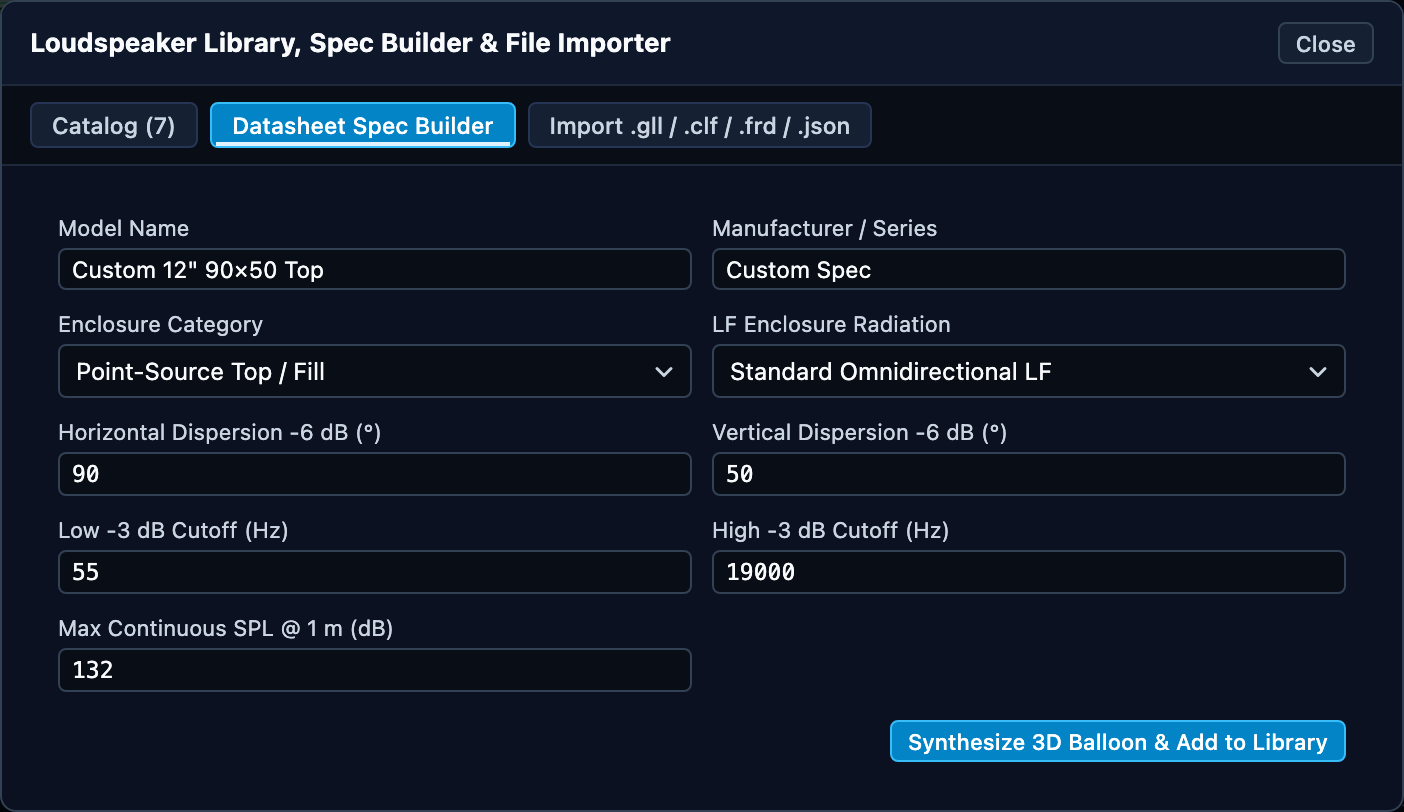 Loudspeaker Library, Spec Builder & File Importer
Close
Catalog (7)
Datasheet Spec Builder
Import .gll / .clf / .frd / .json
Model Name
Manufacturer / Series
Custom 12" 90×50 Top
Custom Spec
Enclosure Category
LF Enclosure Radiation
Point-Source Top / Fill
Standard Omnidirectional LF
Horizontal Dispersion -6 dB (°)
Vertical Dispersion -6 dB (°)
90
50
Low -3 dB Cutoff (Hz)
High -3 dB Cutoff (Hz)
55
19000
Max Continuous SPL @ 1 m (dB)
132
Synthesize 3D Balloon & Add to Library